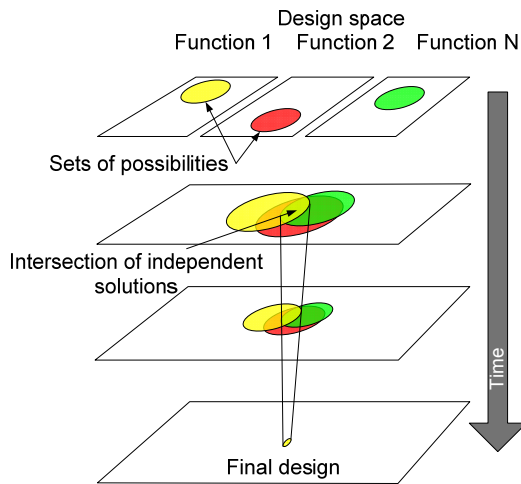 Design space
Function 1 Function 2 Function N
Sets of possibilities
Intersection of independent
solutions
Time
Final design